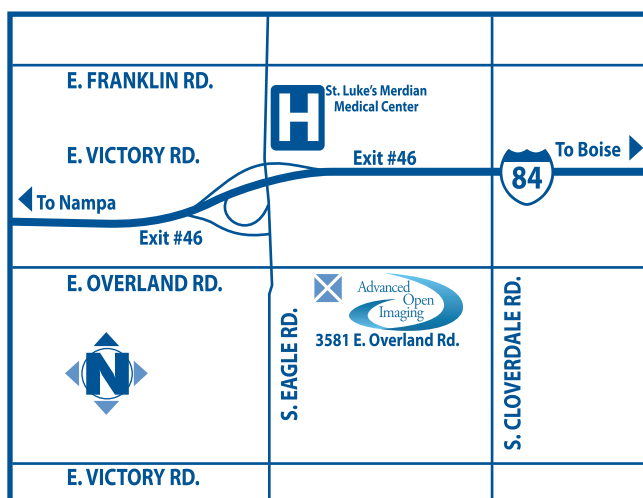 E. FRANKLIN RD.
St. Luke's Merdian
Medical Center
H
E. VICTORY RD.
Exit #46
To Boise
84
To Nampa
Exit #46
E. OVERLAND RD.
Advanced
Open
Imaging
3581 E. Overland Rd.
S. EAGLE RD.
S. CLOVERDALE RD.
N
E. VICTORY RD.